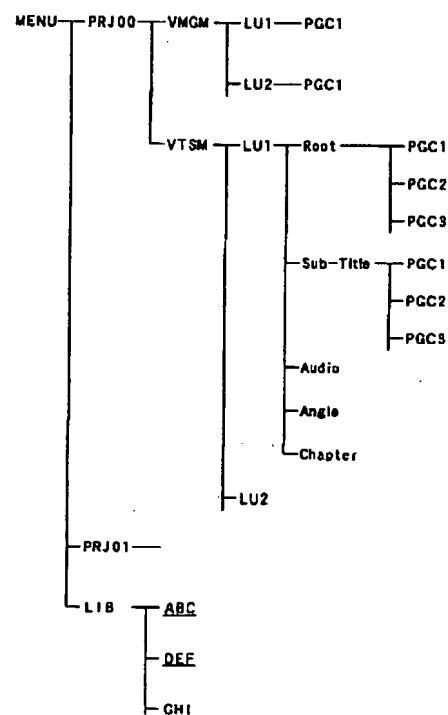 MENU PRJ00 VMGM LU1 PGC1
LU2 PGC1
VTSM LU1 Root PGC1
PGC2
PGC3
Sub-Title PGC1
PGC2
PGC3
Audio
Angle
Chapter
LU2
PRJ01
LIB ABC
DEF
GHI